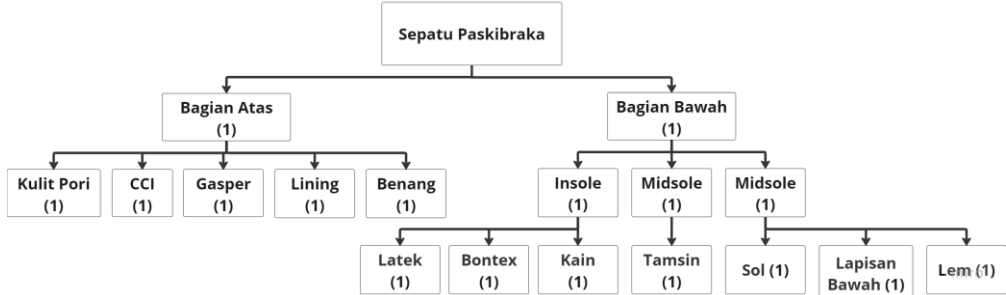 Sepatu Paskibraka
Bagian Atas
(1)
Bagian Bawah
(1)
Kulit Pori
(1)
CCI
(1)
Gasper
(1)
Lining
(1)
Benang
(1)
Insole
(1)
Midsole
(1)
Midsole
(1)
Latek
(1)
Bontex
(1)
Kain
(1)
Tamsin
(1)
Sol (1)
Lapisan
Bawah (1)
Lem (1)